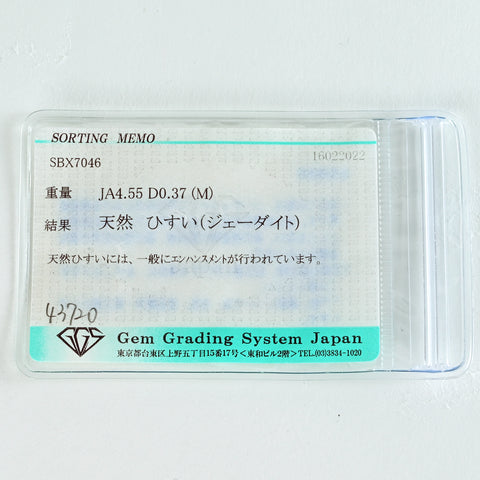 SORTING MEMO
SBX7046
16022022
重量 JA4.55 D0.37 (M)
結果 天然 ひすい(ジェーダイト)
天然ひすいには、一般にエンハンスメントが行われています。
43720
GGS
Gem Grading System Japan
東京都台東区上野五丁目15番17号<東和ビル2階>TEL.(03)3834-1020